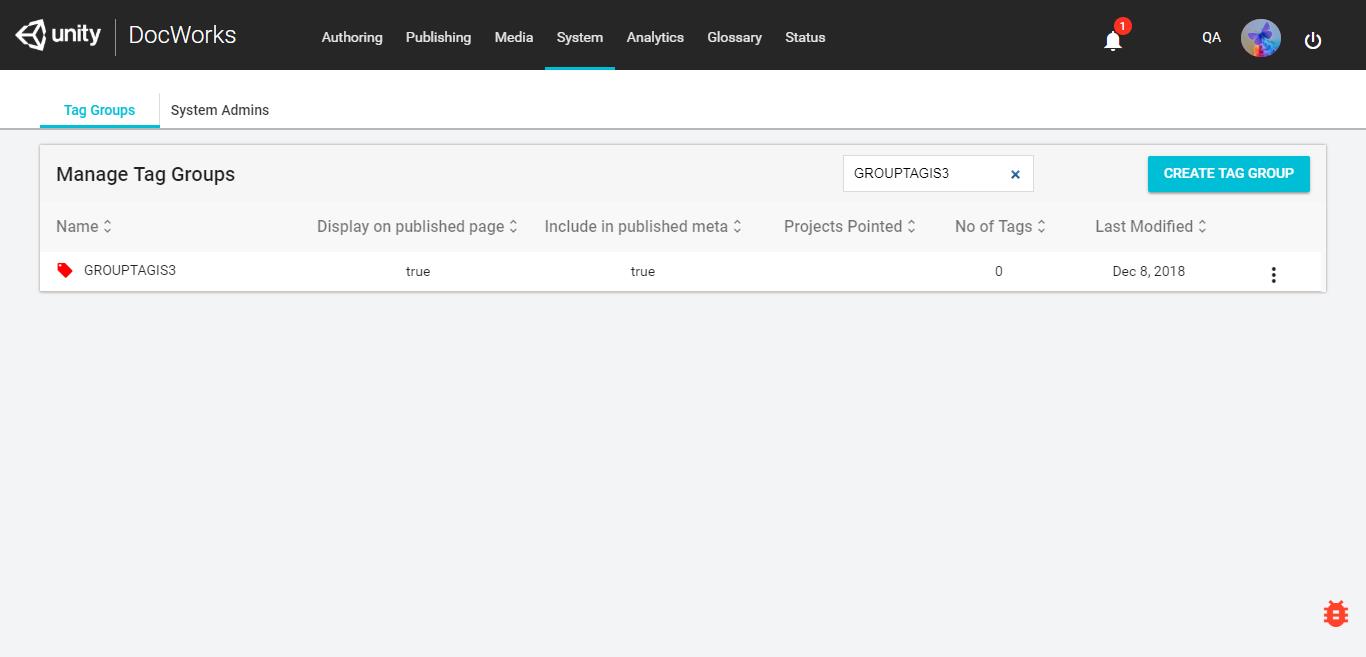 unity DocWorks Authoring Publishing Media System Analytics Glossary Status 1 QA
Tag Groups System Admins
Manage Tag Groups GROUPTAGIS3 × CREATE TAG GROUP
Name Display on published page Include in published meta Projects Pointed No of Tags Last Modified
GROUPTAGIS3 true true 0 Dec 8, 2018